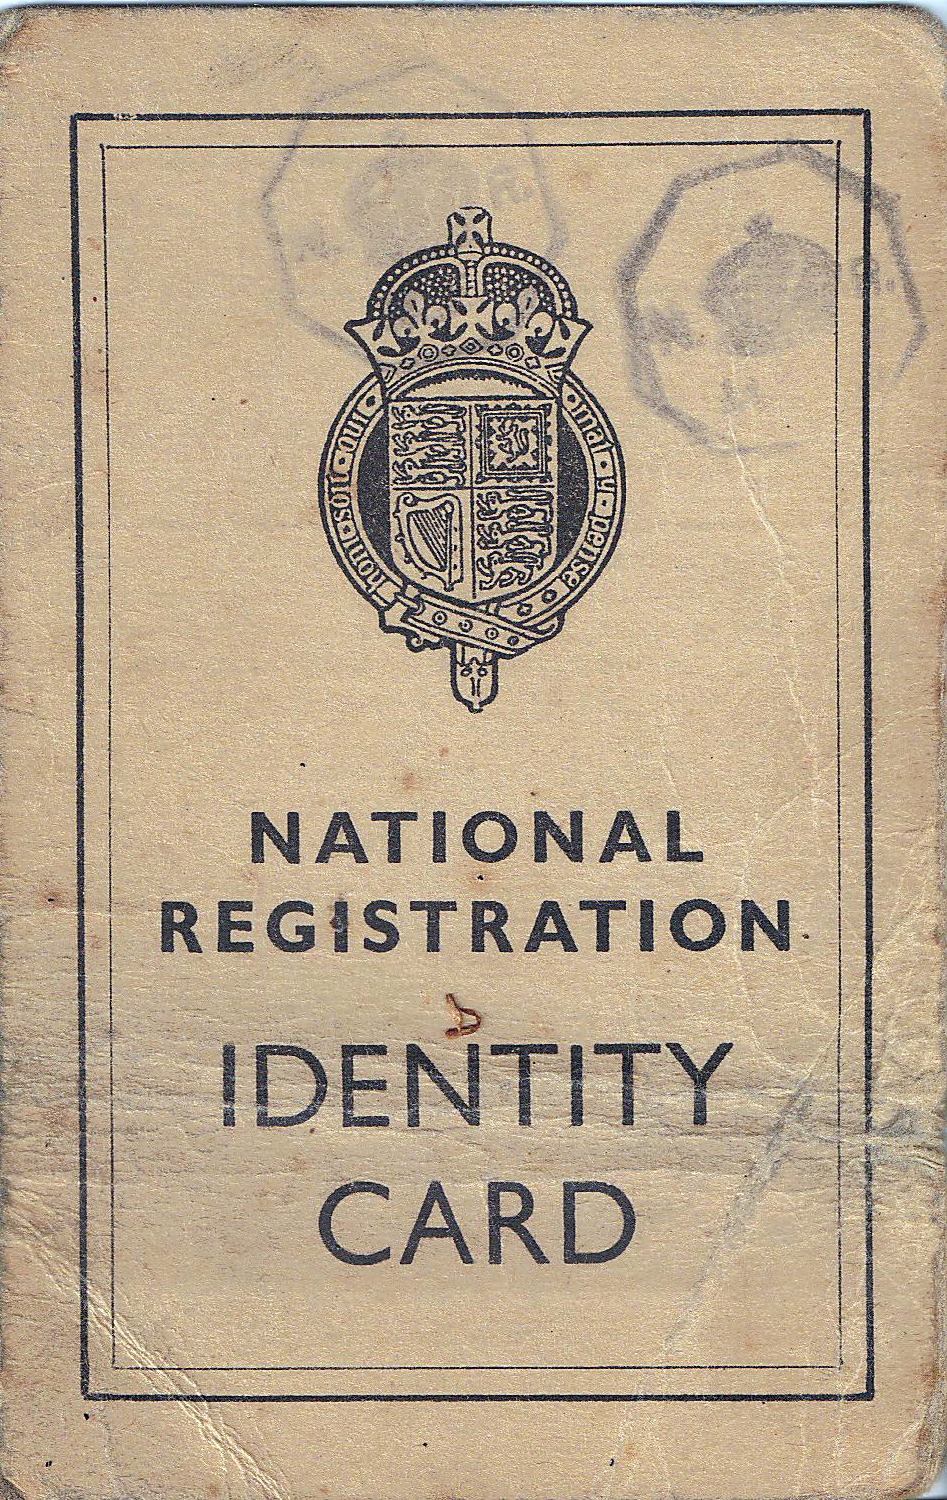 honi · soit · qui · mal · y · pense
NATIONAL
REGISTRATION
IDENTITY
CARD